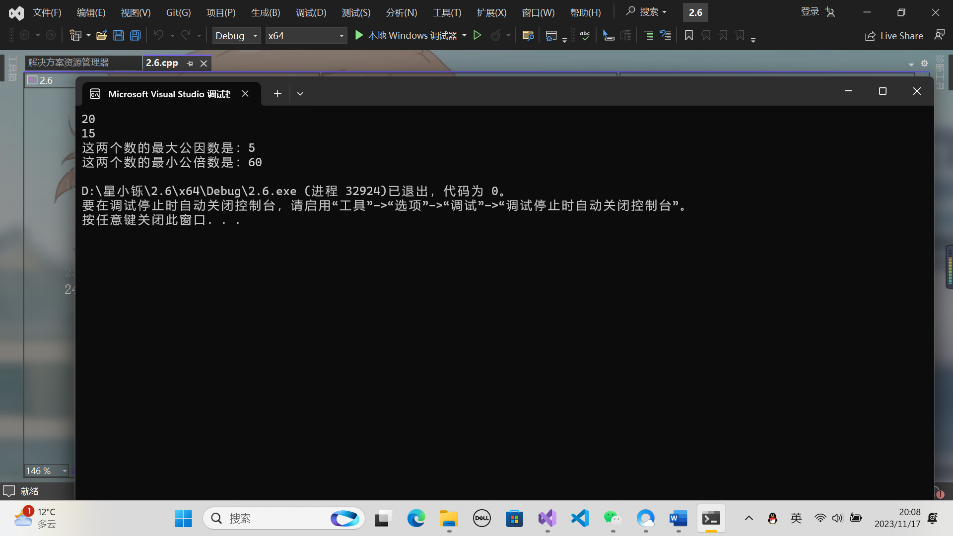 文件(F) 编辑(E) 视图(V) Git(G) 项目(P) 生成(B) 调试(D) 测试(S) 分析(N) 工具(T) 扩展(X) 窗口(W) 帮助(H) 搜索 2.6 登录
Debug x64 本地 Windows 调试器 Live Share
解决方案资源管理器 2.6.cpp
2.6
Microsoft Visual Studio 调试
20
15
这两个数的最大公因数是: 5
这两个数的最小公倍数是: 60
D:\星小铄\2.6\x64\Debug\2.6.exe (进程 32924)已退出，代码为 0。
要在调试停止时自动关闭控制台，请启用“工具”->“选项”->“调试”->“调试停止时自动关闭控制台”。
按任意键关闭此窗口. . .
24
146 %
就绪
1
1
12°C
多云
搜索
DELL
英
20:08
2023/11/17